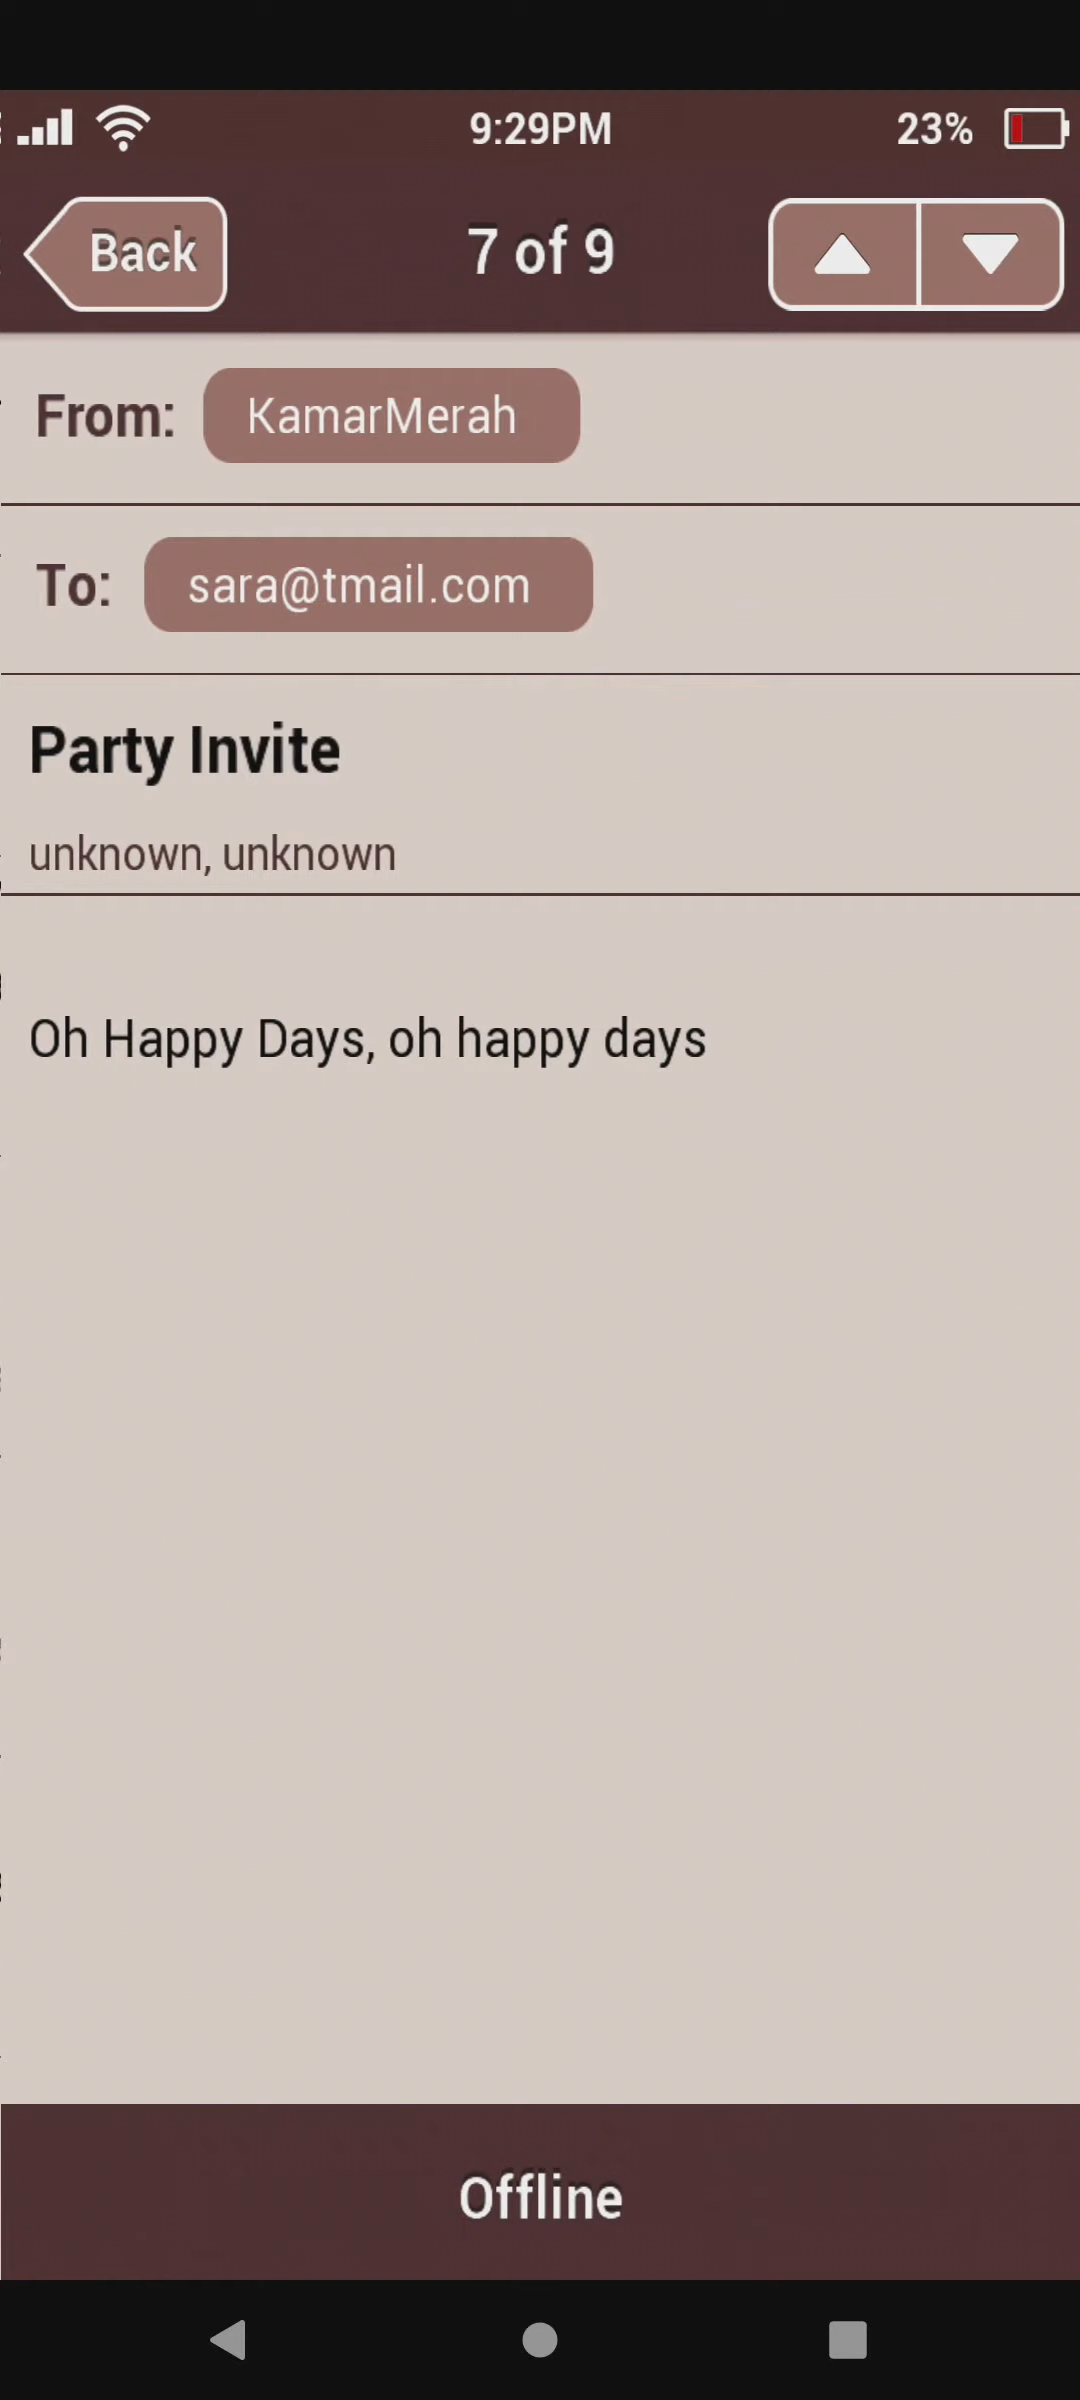 9:29PM 23%
Back 7 of 9
From: KamarMerah
To: sara@tmail.com
Party Invite
unknown, unknown
Oh Happy Days, oh happy days
Offline